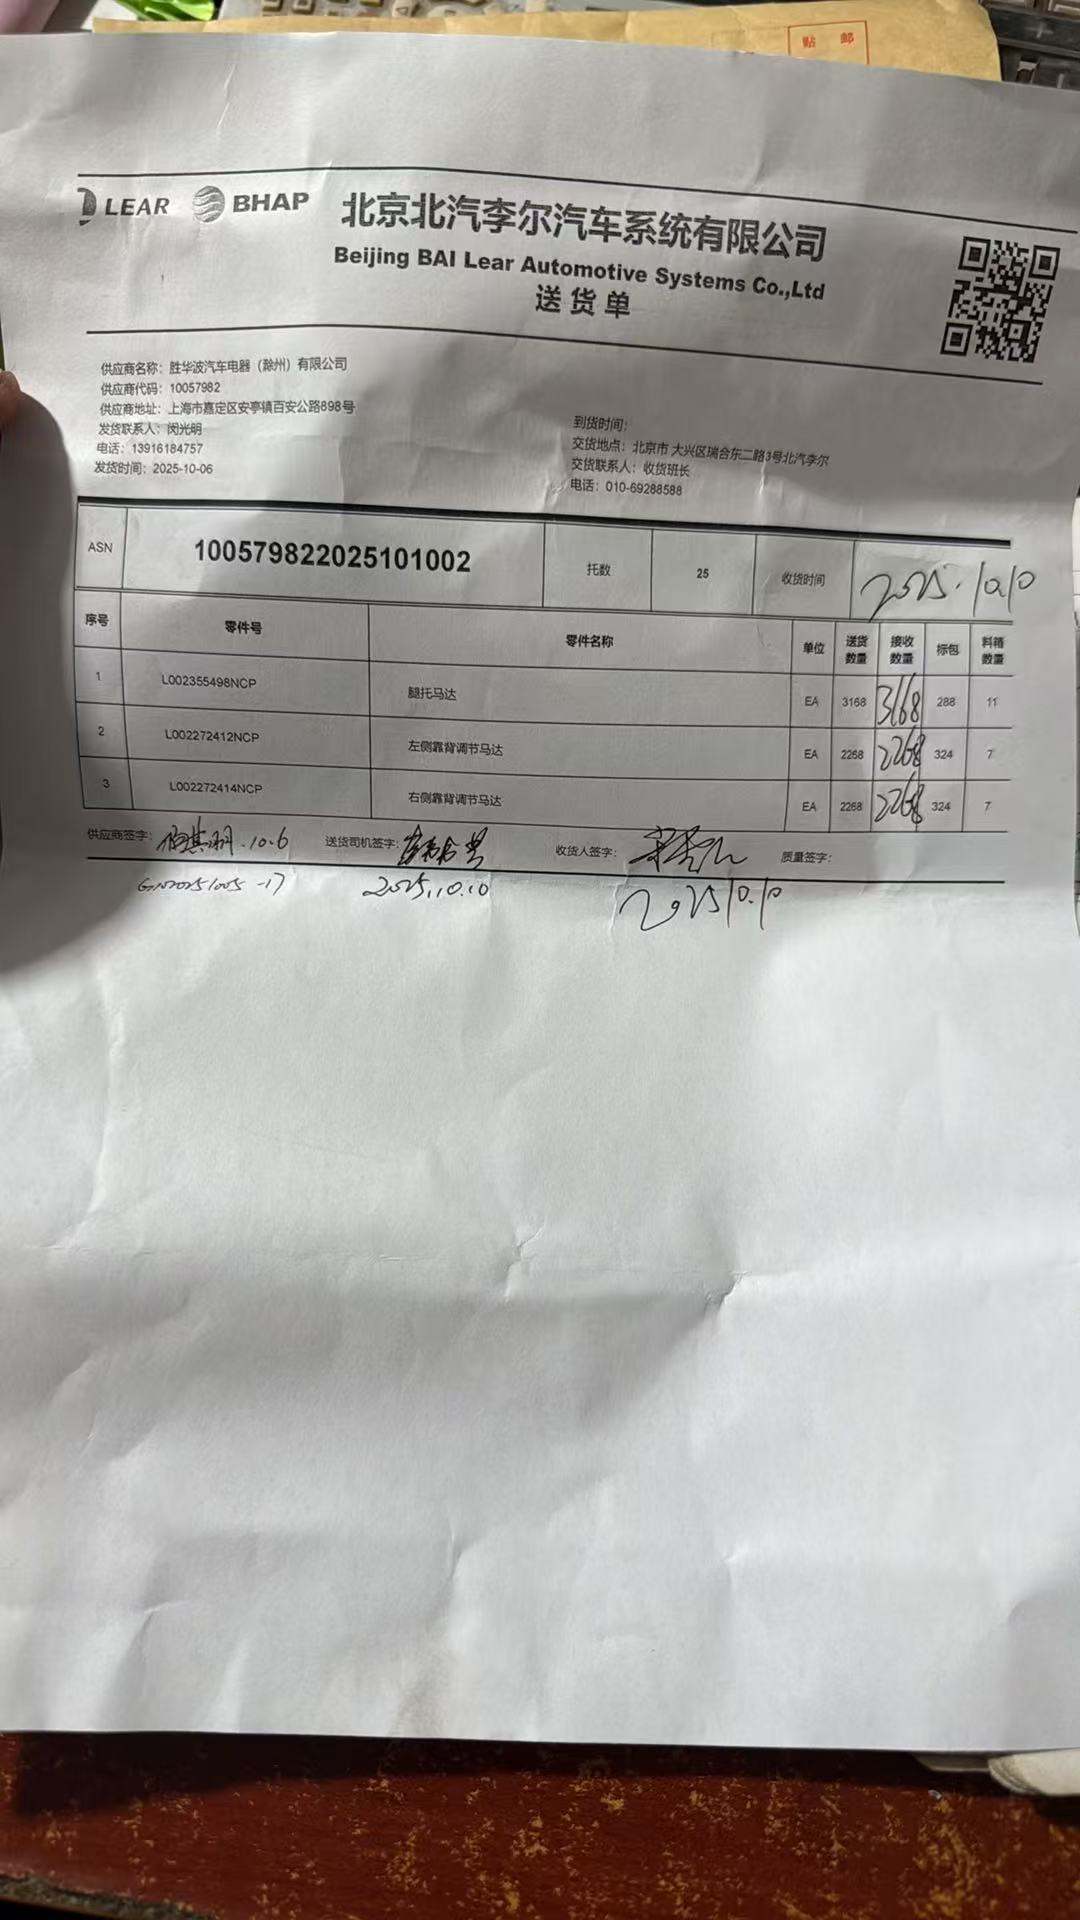 贴 邮
LEAR BHAP 北京北汽李尔汽车系统有限公司
Beijing BAI Lear Automotive Systems Co.,Ltd
送货单
供应商名称：胜华波汽车电器（滁州）有限公司
供应商代码：10057982
供应商地址：上海市嘉定区安亭镇百安公路898号
发货联系人：闵光明
电话：13916184757
发货时间：2025-10-06
到货时间：
交货地点：北京市 大兴区瑞合东二路3号北汽李尔
交货联系人：收货班长
电话：010-69288588
ASN 100579822025101002 托数 25 收货时间 2025.10.10
序号 零件号 零件名称 单位 送货数量 接收数量 标包 料箱数量
1 L002355498NCP 腿托马达 EA 3168 3168 288 11
2 L002272412NCP 左侧靠背调节马达 EA 2268 2268 324 7
3 L002272414NCP 右侧靠背调节马达 EA 2268 2268 324 7
供应商签字： 10.6 送货司机签字： 收货人签字： 质量签字：
2025.10.10 2025.10.10